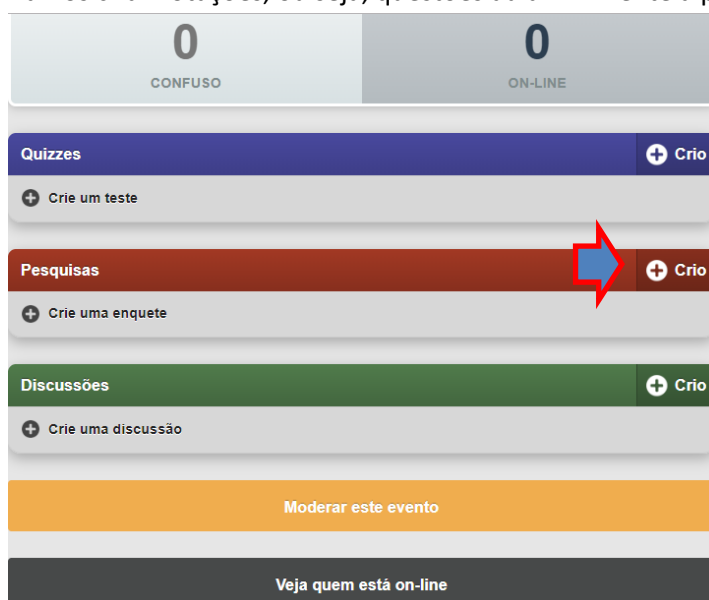 0
CONFUSO
0
ON-LINE
Quizzes
Crio
Crie um teste
Pesquisas
Crio
Crie uma enquete
Discussões
Crio
Crie uma discussão
Moderar este evento
Veja quem está on-line